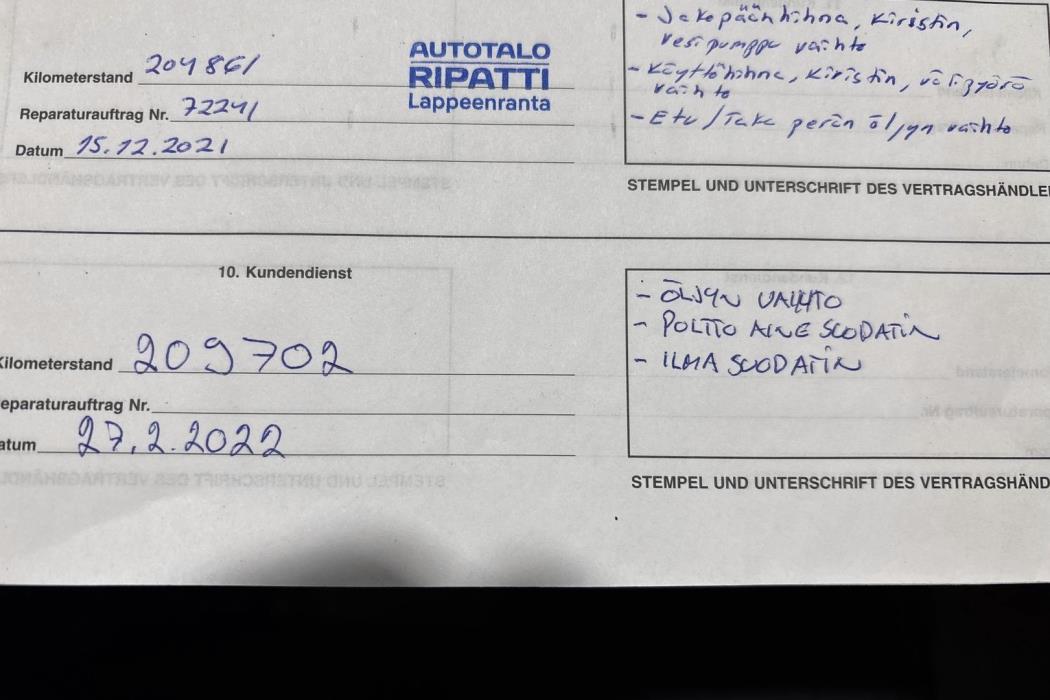 - Jakopään hihna, Kiristin,
vesipumppu vaihto
- Käyttöhihna, Kiristin, välipyörä
vaihto
- Etu/Taka perän öljyn vaihto
AUTOTALO
RIPATTI
Lappeenranta
Kilometerstand 204861
Reparaturauftrag Nr. 72241
Datum 15.12.2021
STEMPEL UND UNTERSCHRIFT DES VERTRAGSHÄNDLE
10. Kundendienst
- ÖLJYN VAIHTO
- POLTTO AINE SUODATIN
- ILMA SUODATIN
Kilometerstand 209702
eparaturauftrag Nr.
atum 27.2.2022
STEMPEL UND UNTERSCHRIFT DES VERTRAGSHÄND